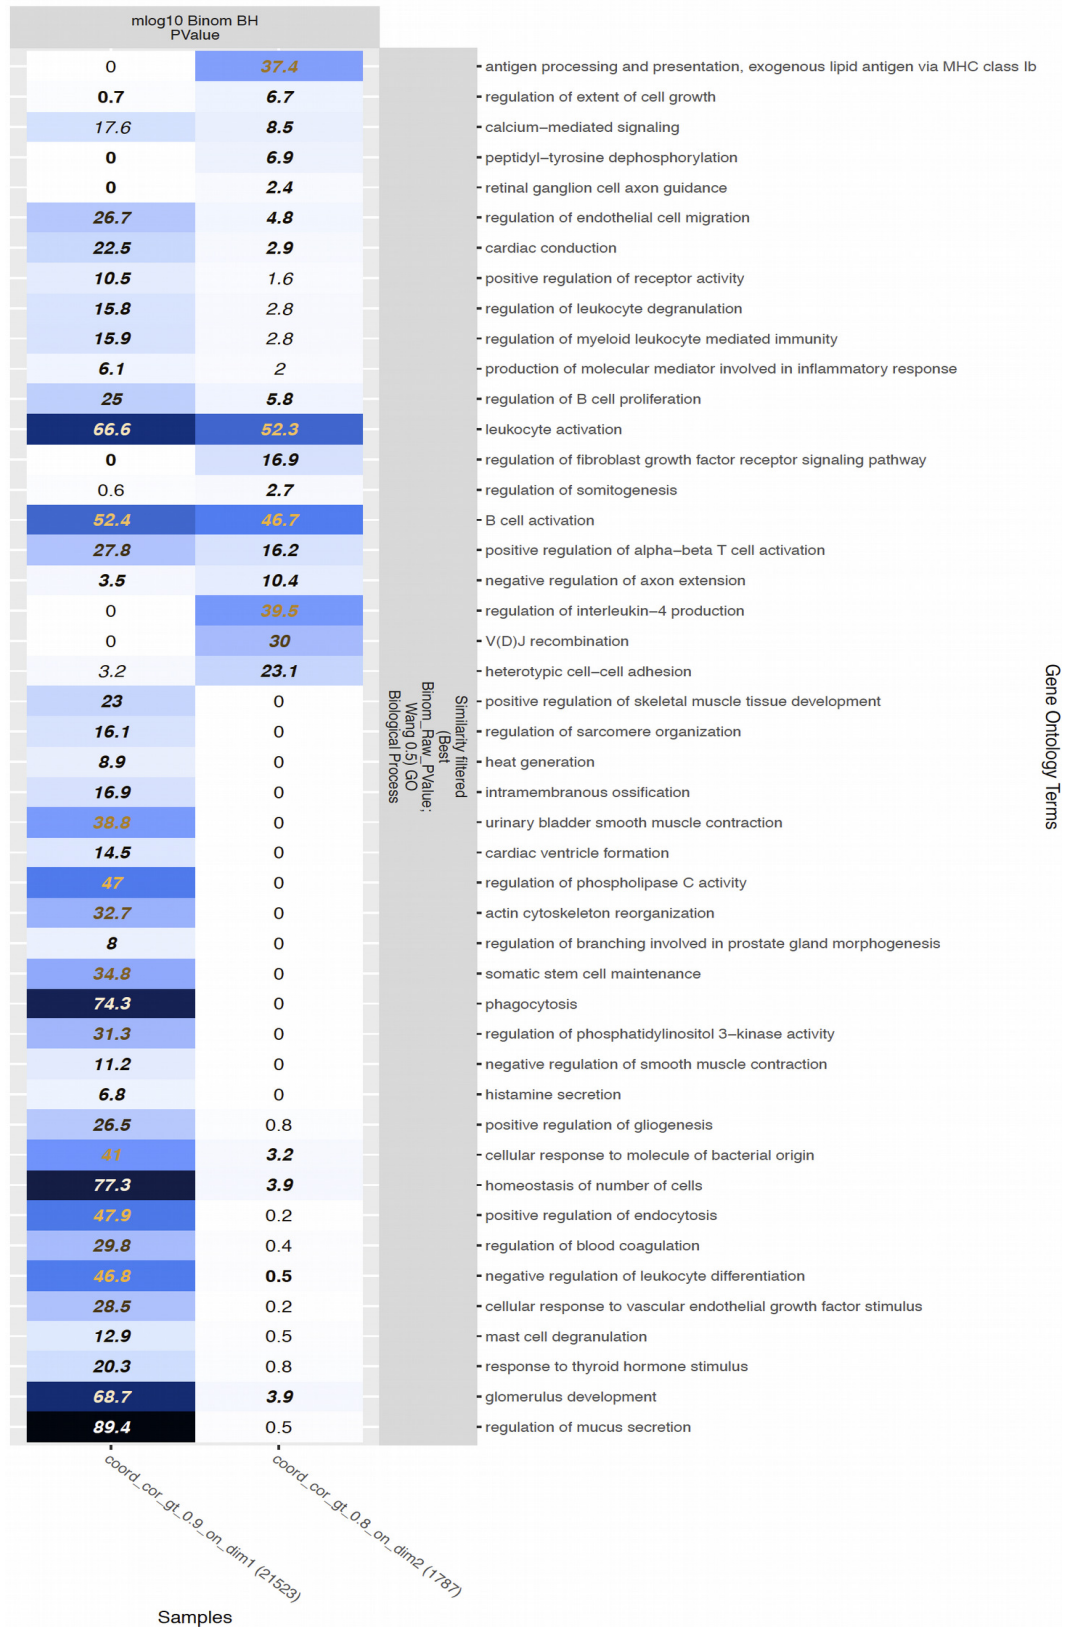 mlog10 Binom BH
PValue
0 37.4 antigen processing and presentation, exogenous lipid antigen via MHC class Ib
0.7 6.7 regulation of extent of cell growth
17.6 8.5 calcium−mediated signaling
0 6.9 peptidyl−tyrosine dephosphorylation
0 2.4 retinal ganglion cell axon guidance
26.7 4.8 regulation of endothelial cell migration
22.5 2.9 cardiac conduction
10.5 1.6 positive regulation of receptor activity
15.8 2.8 regulation of leukocyte degranulation
15.9 2.8 regulation of myeloid leukocyte mediated immunity
6.1 2 production of molecular mediator involved in inflammatory response
25 5.8 regulation of B cell proliferation
66.6 52.3 leukocyte activation
0 16.9 regulation of fibroblast growth factor receptor signaling pathway
0.6 2.7 regulation of somitogenesis
52.4 46.7 B cell activation
27.8 16.2 positive regulation of alpha−beta T cell activation
3.5 10.4 negative regulation of axon extension
0 39.5 regulation of interleukin−4 production
0 30 V(D)J recombination
3.2 23.1 heterotypic cell−cell adhesion
23 0 positive regulation of skeletal muscle tissue development
16.1 0 regulation of sarcomere organization
8.9 0 heat generation
16.9 0 intramembranous ossification
38.8 0 urinary bladder smooth muscle contraction
14.5 0 cardiac ventricle formation
47 0 regulation of phospholipase C activity
32.7 0 actin cytoskeleton reorganization
8 0 regulation of branching involved in prostate gland morphogenesis
34.8 0 somatic stem cell maintenance
74.3 0 phagocytosis
31.3 0 regulation of phosphatidylinositol 3−kinase activity
11.2 0 negative regulation of smooth muscle contraction
6.8 0 histamine secretion
26.5 0.8 positive regulation of gliogenesis
41 3.2 cellular response to molecule of bacterial origin
77.3 3.9 homeostasis of number of cells
47.9 0.2 positive regulation of endocytosis
29.8 0.4 regulation of blood coagulation
46.8 0.5 negative regulation of leukocyte differentiation
28.5 0.2 cellular response to vascular endothelial growth factor stimulus
12.9 0.5 mast cell degranulation
20.3 0.8 response to thyroid hormone stimulus
68.7 3.9 glomerulus development
89.4 0.5 regulation of mucus secretion
Similarity filtered
(Best
Binom_Raw_PValue;
Wang 0.5) GO
Biological Process
Gene Ontology Terms
coord_cor_gt_0.9_on_dim1 (21523)
coord_cor_gt_0.8_on_dim2 (1787)
Samples